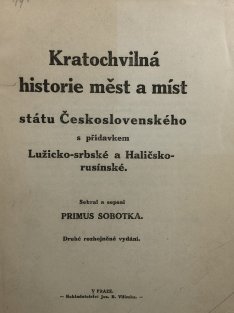 Kratochvilná
historie měst a míst
státu Československého
s přídavkem
Lužicko-srbské a Haličsko-
rusínské.
Sebral a sepsal
PRIMUS SOBOTKA.
Druhé rozhojněné vydání.
V PRAZE.
Nakladatelství Jos. R. Vilímka.